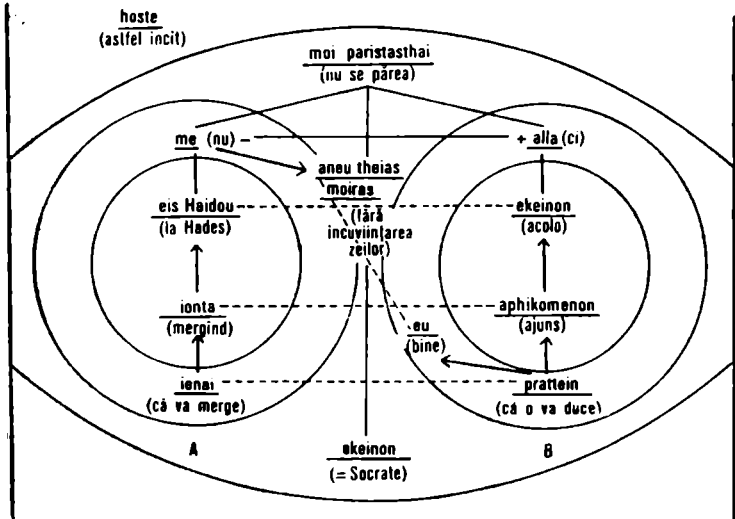 hoste
(astfel incit)
moi paristasthai
(nu se părea)
me (nu) –
+ alla (ci)
aneu theias
moiras
(fără
incuviințarea
zeilor)
eis Haidou
(la Hades)
ekeinon
(acolo)
ionta
(mergind)
aphikomenon
(ajuns)
eu
(bine)
ienai
(că va merge)
prattein
(că o va duce)
A
B
ekeinon
(= Socrate)